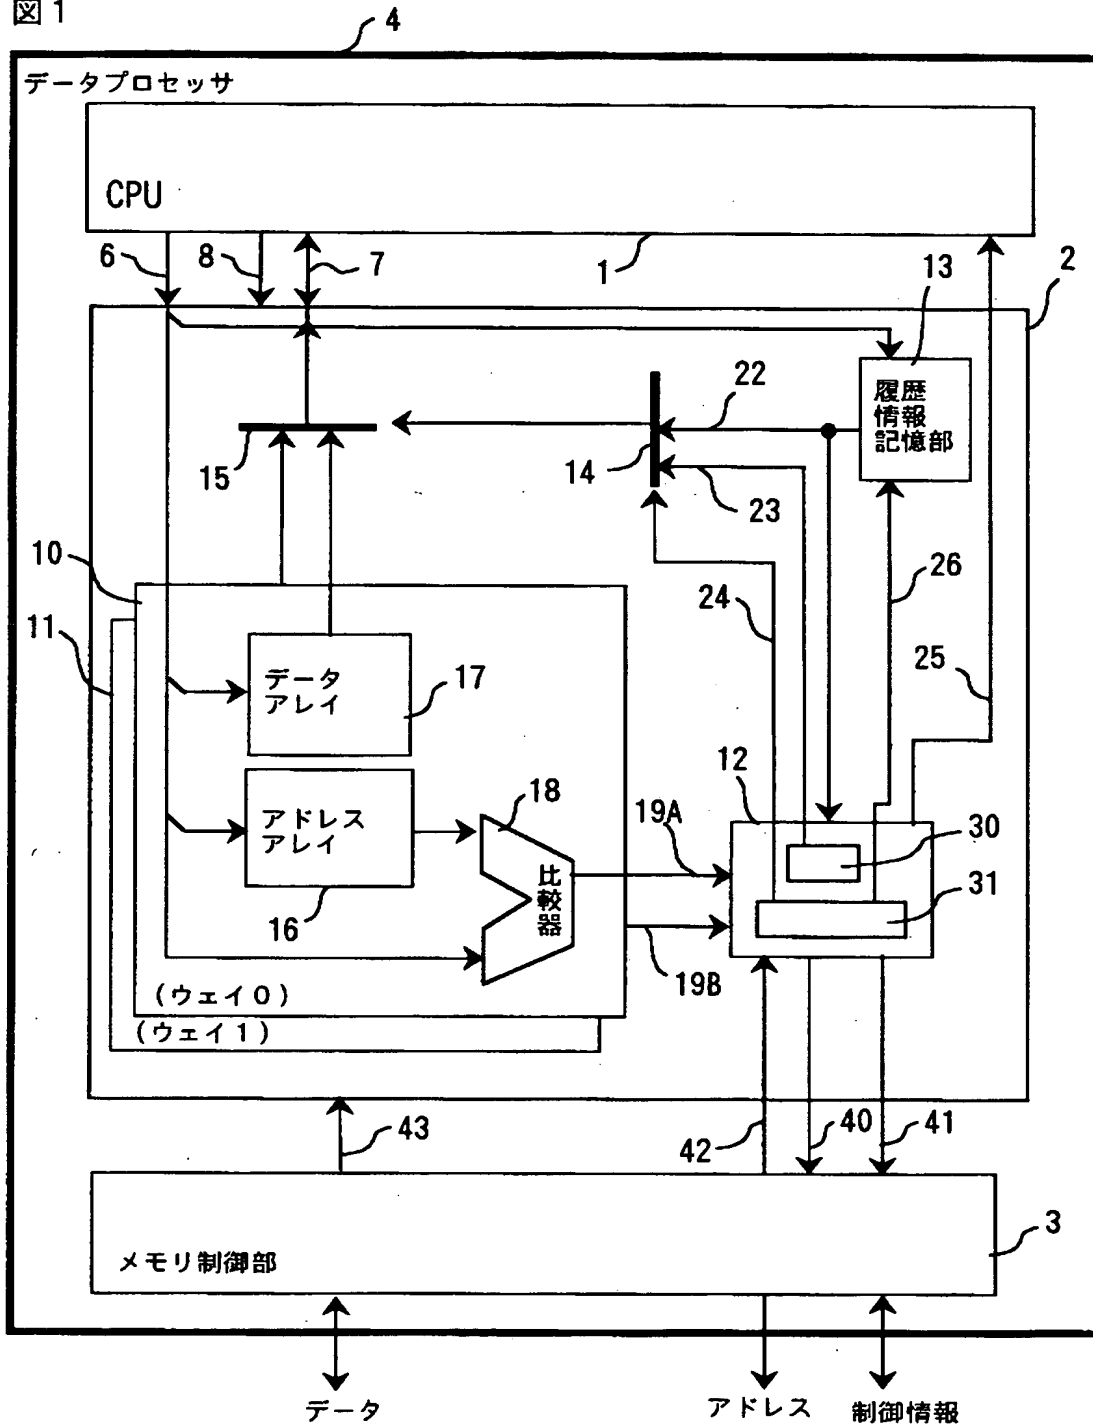 図1
4
データプロセッサ
CPU
6
8
7
1
13
2
履歴
情報
記憶部
22
15
14
23
10
24
26
11
25
データ
アレイ
17
12
18
19A
30
アドレス
アレイ
比較器
31
16
19B
(ウェイ0)
(ウェイ1)
43
42
40
41
3
メモリ制御部
データ
アドレス
制御情報